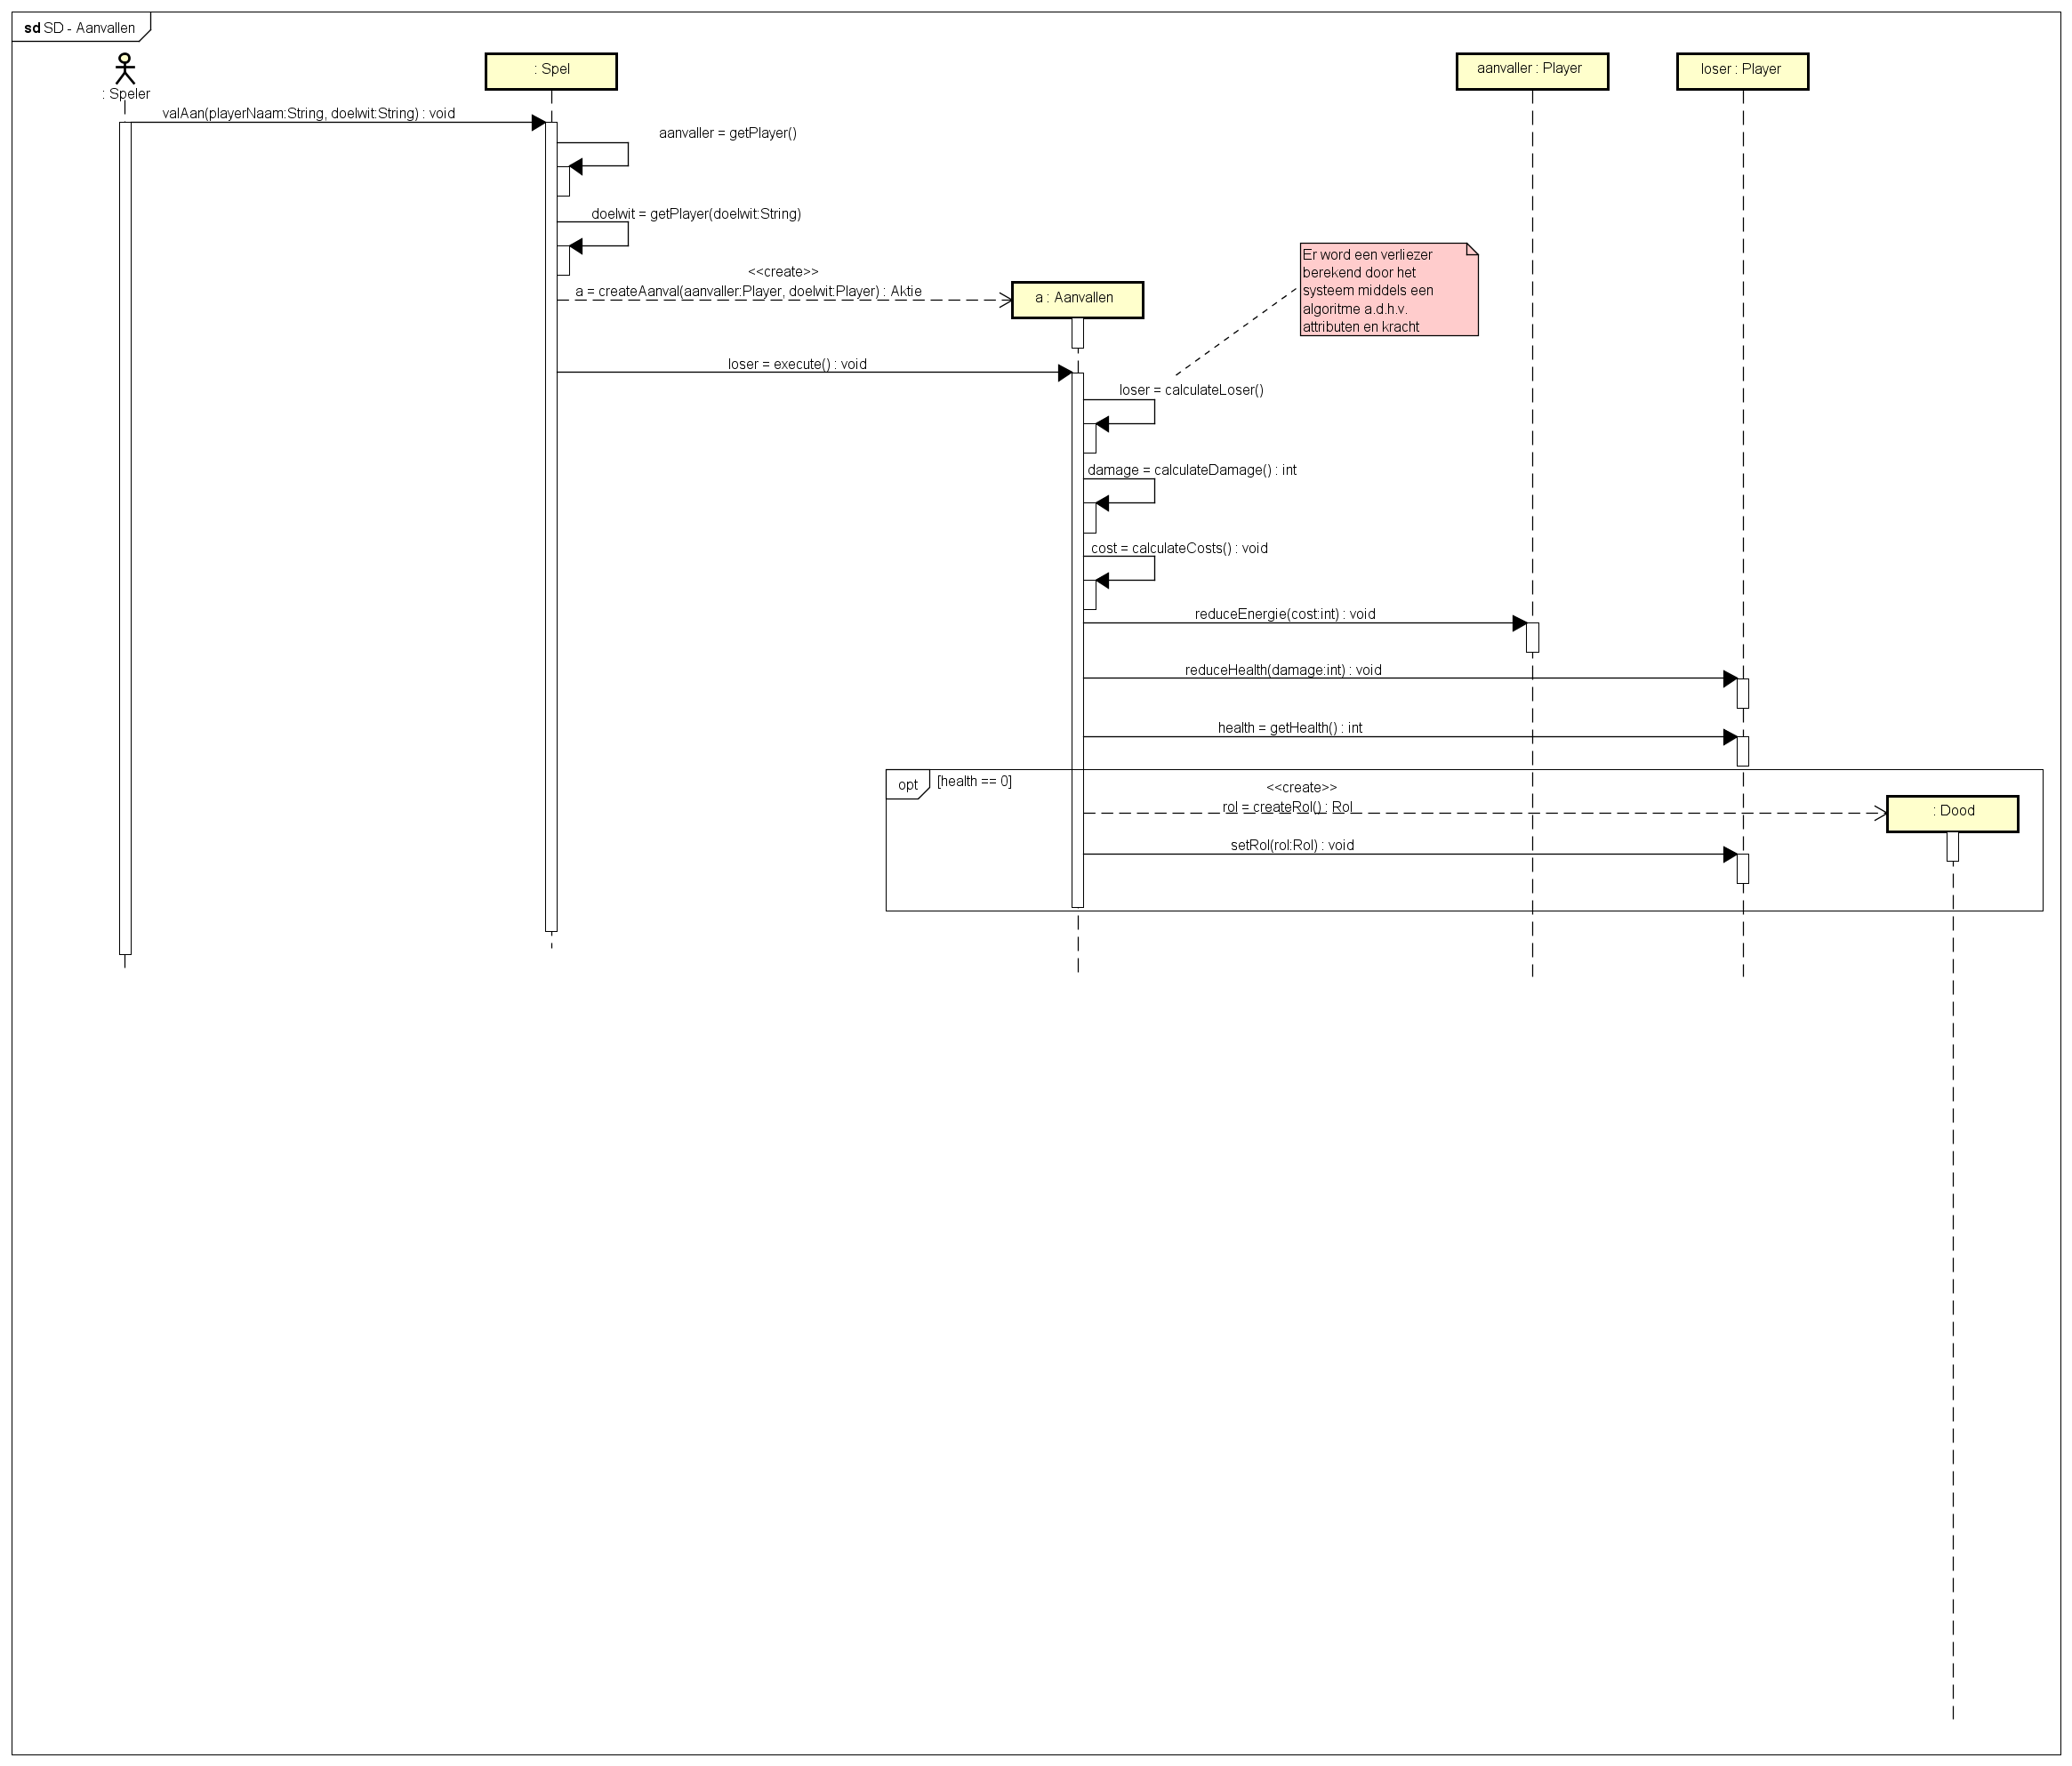 sd SD - Aanvallen
: Speler
: Spel
aanvaller : Player
loser : Player
valAan(playerNaam:String, doelwit:String) : void
aanvaller = getPlayer()
doelwit = getPlayer(doelwit:String)
<<create>>
a = createAanval(aanvaller:Player, doelwit:Player) : Aktie
a : Aanvallen
Er word een verliezer
berekend door het
systeem middels een
algoritme a.d.h.v.
attributen en kracht
loser = execute() : void
loser = calculateLoser()
damage = calculateDamage() : int
cost = calculateCosts() : void
reduceEnergie(cost:int) : void
reduceHealth(damage:int) : void
health = getHealth() : int
opt
[health == 0]
<<create>>
rol = createRol() : Rol
: Dood
setRol(rol:Rol) : void